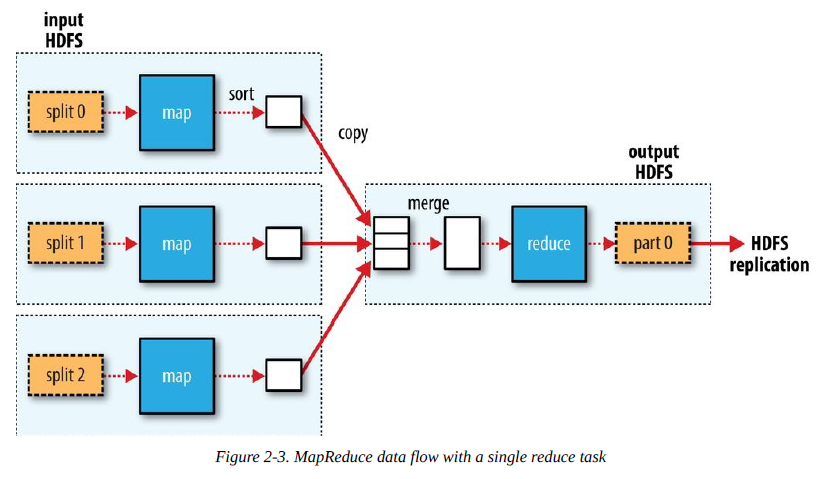 input
HDFS
split 0
map
sort
copy
split 1
map
split 2
map
merge
reduce
output
HDFS
part 0
HDFS
replication
Figure 2-3. MapReduce data flow with a single reduce task